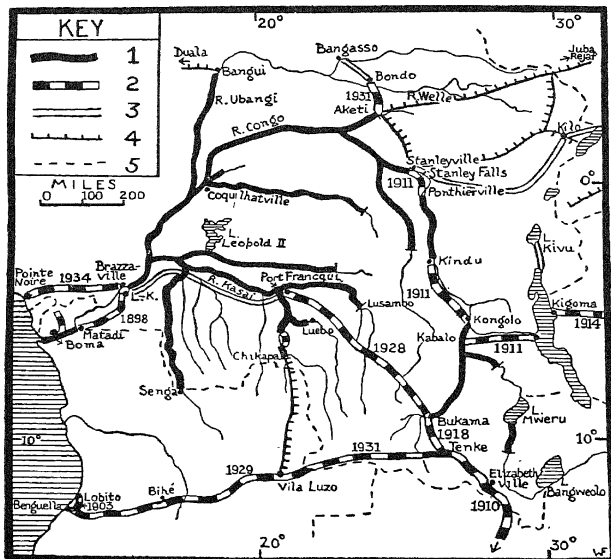 KEY
1
2
3
4
5
MILES
0 100 200
20°
30°
Duala
Bangui
Bangasso
Bondo
1931
Juba
Rejaf
R. Ubangi
R. Welle
Aketi
R. Congo
Kilo
Stanleyville
Stanley Falls
1911
Ponthierville
0°
Coquilhatville
L.
Leopold II
L.
Kivu
Kindu
Pointe
Noire
1934
Brazza-
ville
L.-K.
R. Kasai
Port Francqui
1911
Kigoma
1914
Lusambo
Kongolo
1898
Matadi
Boma
Luebo
Kabalo
1911
Chikapa
1928
Senga
L.
Mweru
Bukama
1918
10°
10°
Tenke
1931
1929
Elizabeth
Ville
Lobito
1903
Bihé
Vila Luzo
L.
Bangweolo
Benguella
1910
20°
30°